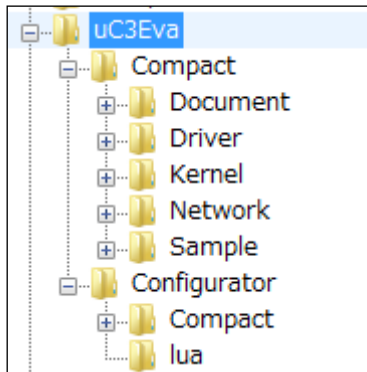 uC3Eva
Compact
Document
Driver
Kernel
Network
Sample
Configurator
Compact
lua